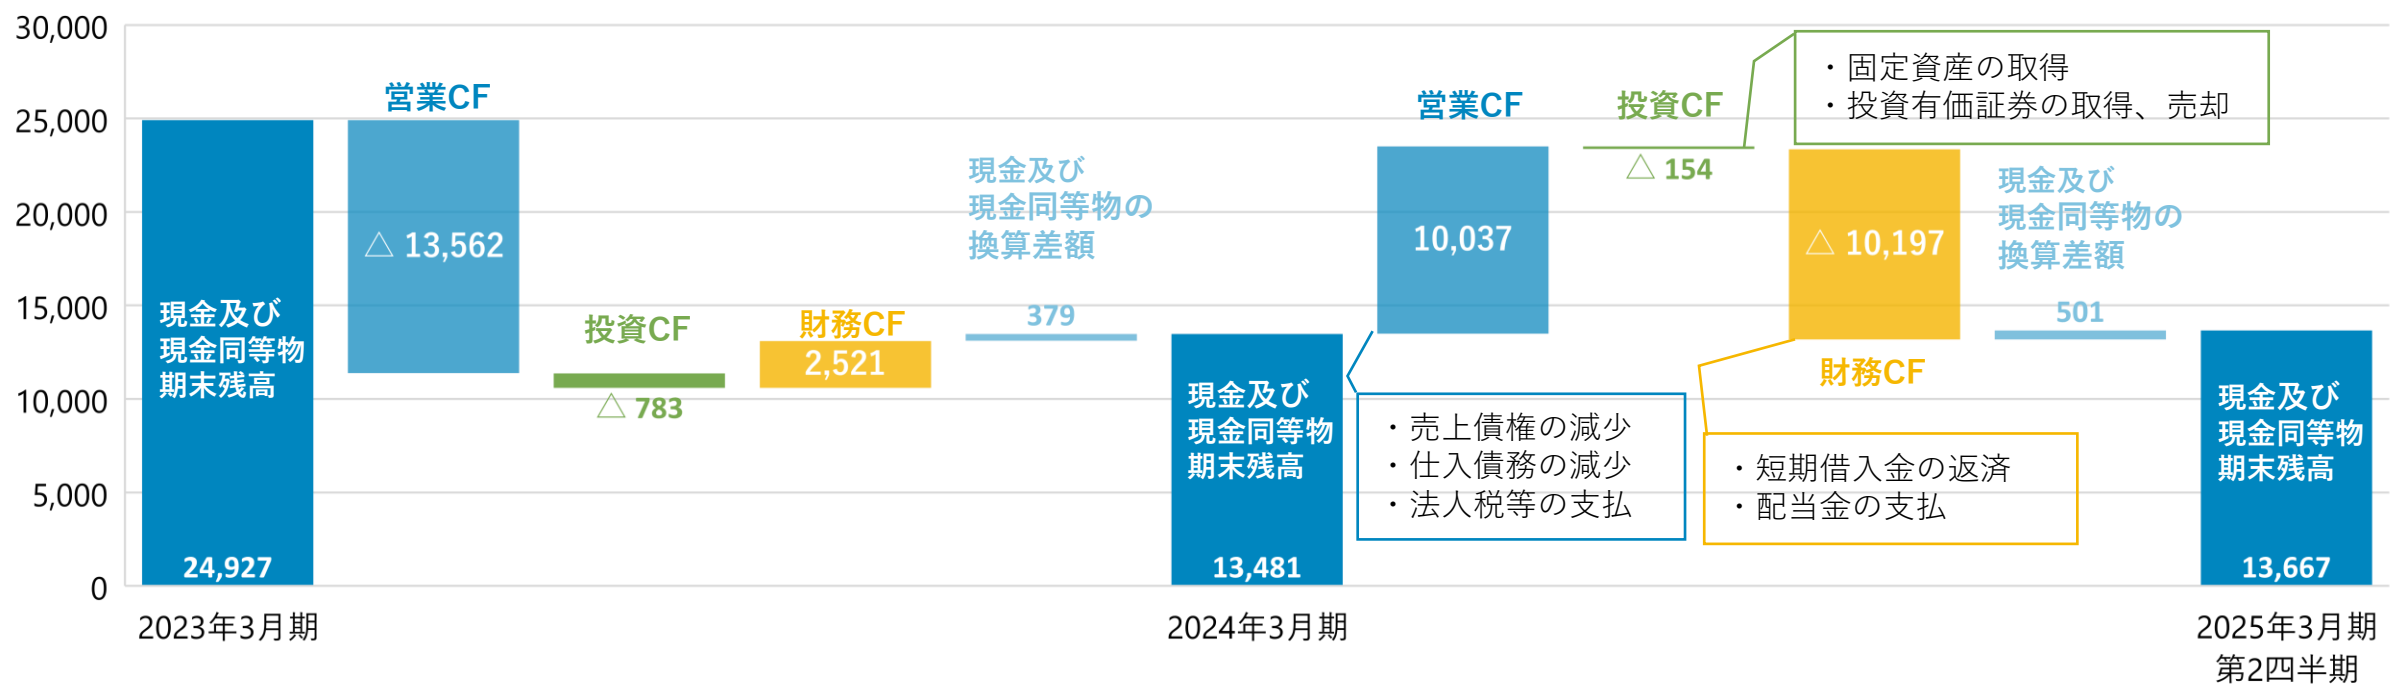 30,000
25,000
20,000
15,000
10,000
5,000
0
現金及び
現金同等物
期末残高
24,927
2023年3月期
営業CF
△ 13,562
投資CF
△ 783
財務CF
2,521
現金及び
現金同等物の
換算差額
379
現金及び
現金同等物
期末残高
13,481
2024年3月期
営業CF
10,037
・売上債権の減少
・仕入債務の減少
・法人税等の支払
投資CF
△ 154
・固定資産の取得
・投資有価証券の取得、売却
△ 10,197
財務CF
・短期借入金の返済
・配当金の支払
現金及び
現金同等物の
換算差額
501
現金及び
現金同等物
期末残高
13,667
2025年3月期
第2四半期